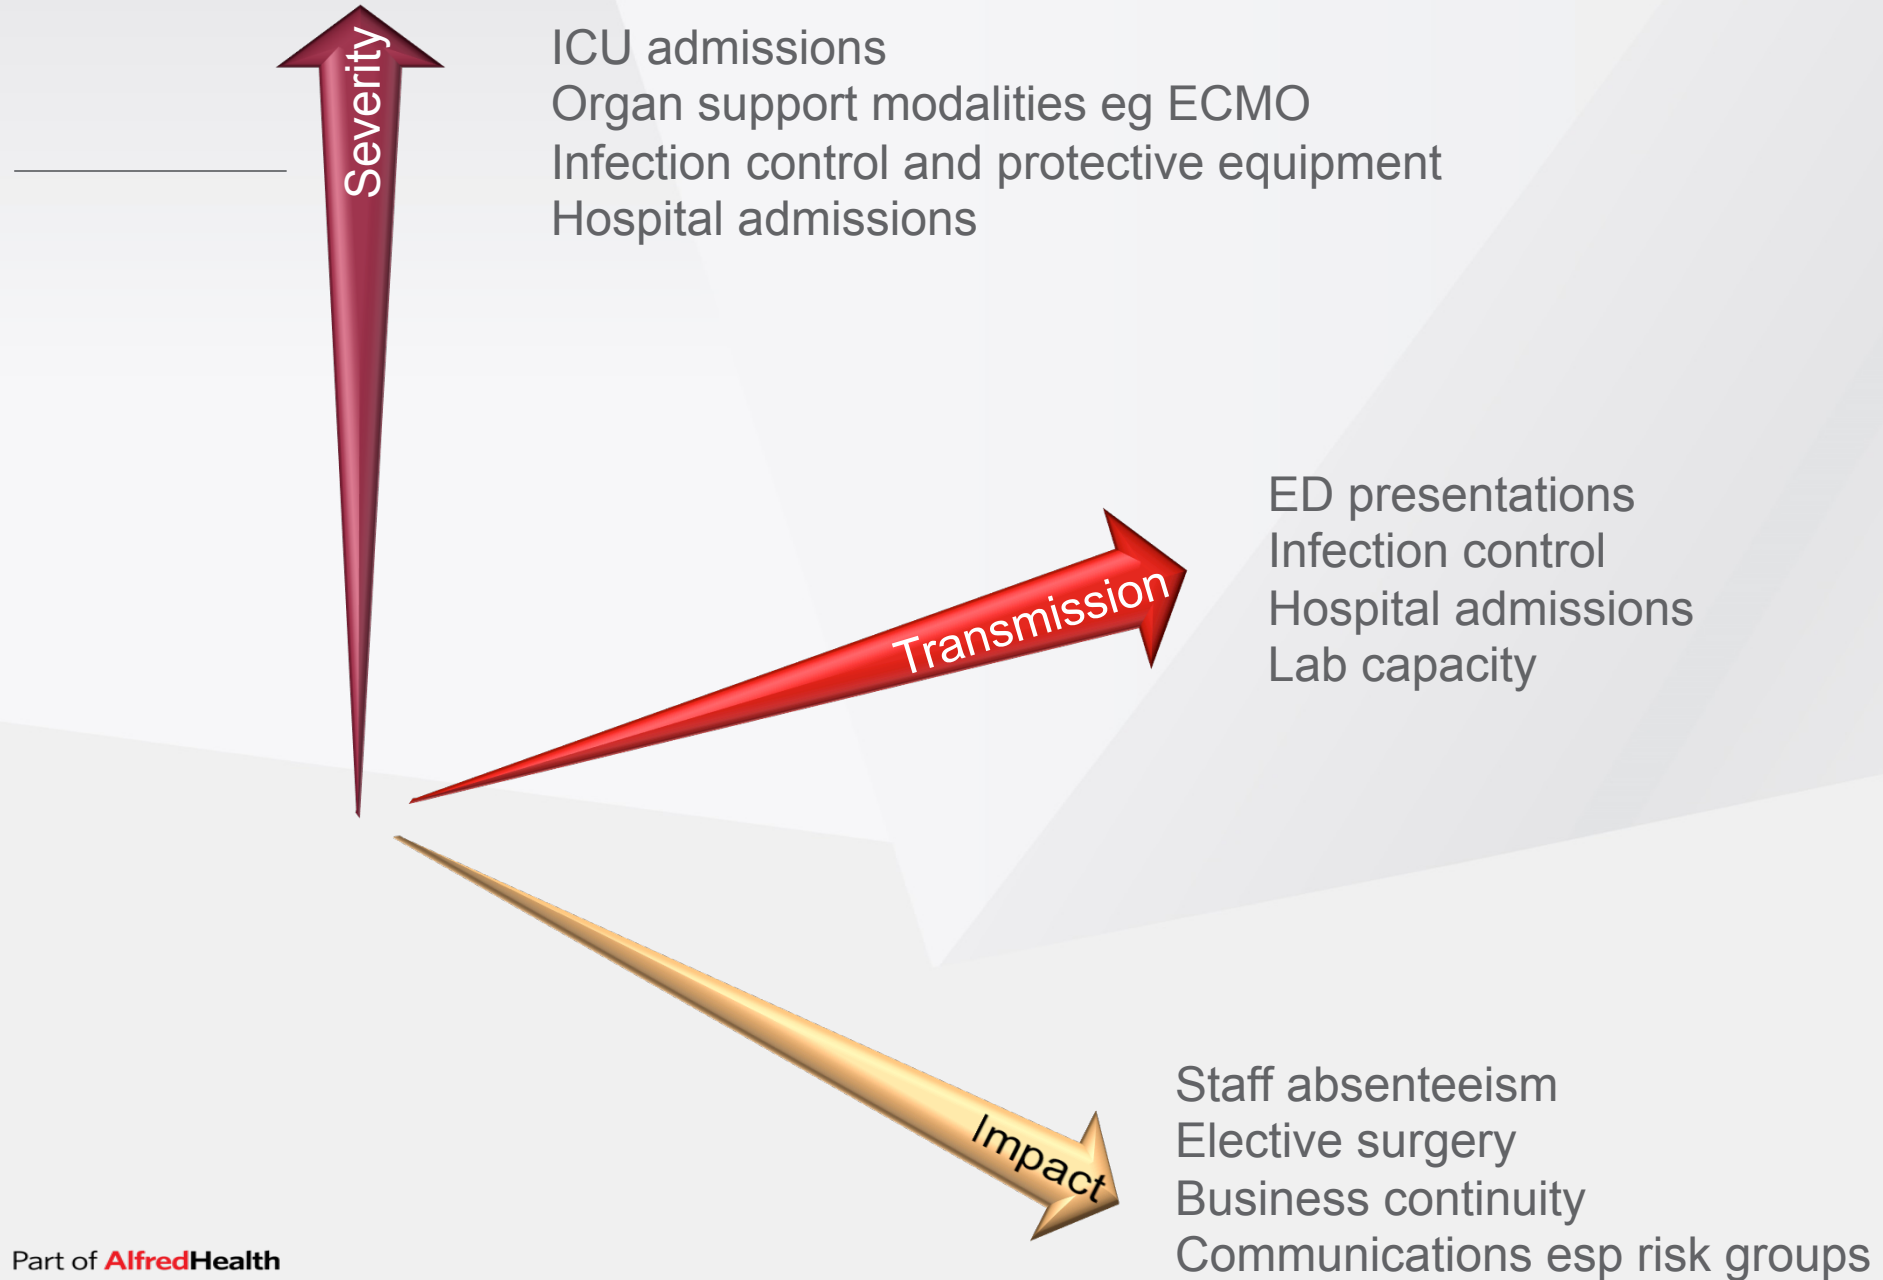 Severity
ICU admissions
Organ support modalities eg ECMO
Infection control and protective equipment
Hospital admissions
Transmission
ED presentations
Infection control
Hospital admissions
Lab capacity
Impact
Staff absenteeism
Elective surgery
Business continuity
Communications esp risk groups
Part of AlfredHealth